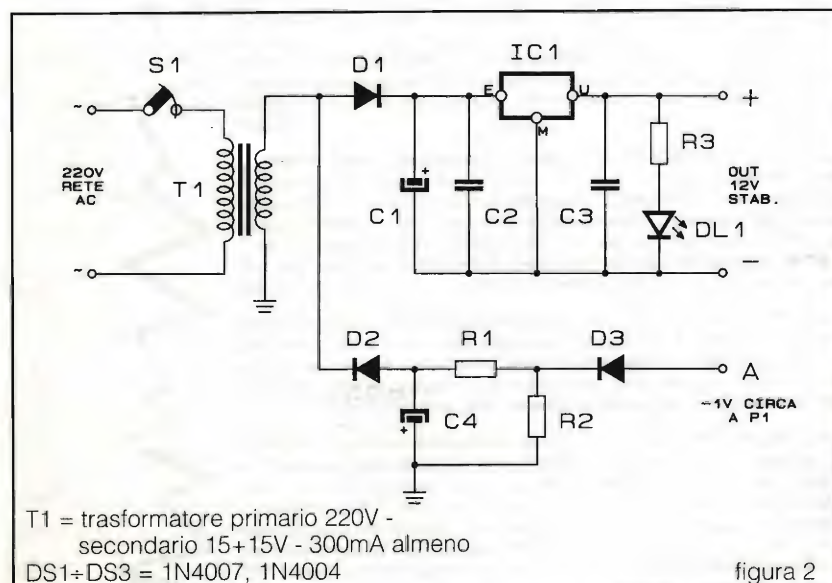 S1
D1
IC1
E
U
M
+
~
220V
RETE
AC
~
T1
+
C1
C2
C3
R3
DL1
OUT
12V
STAB.
−
D2
R1
D3
A
+
C4
R2
-1V CIRCA
A P1
T1 = trasformatore primario 220V -
secondario 15+15V - 300mA almeno
DS1÷DS3 = 1N4007, 1N4004
figura 2